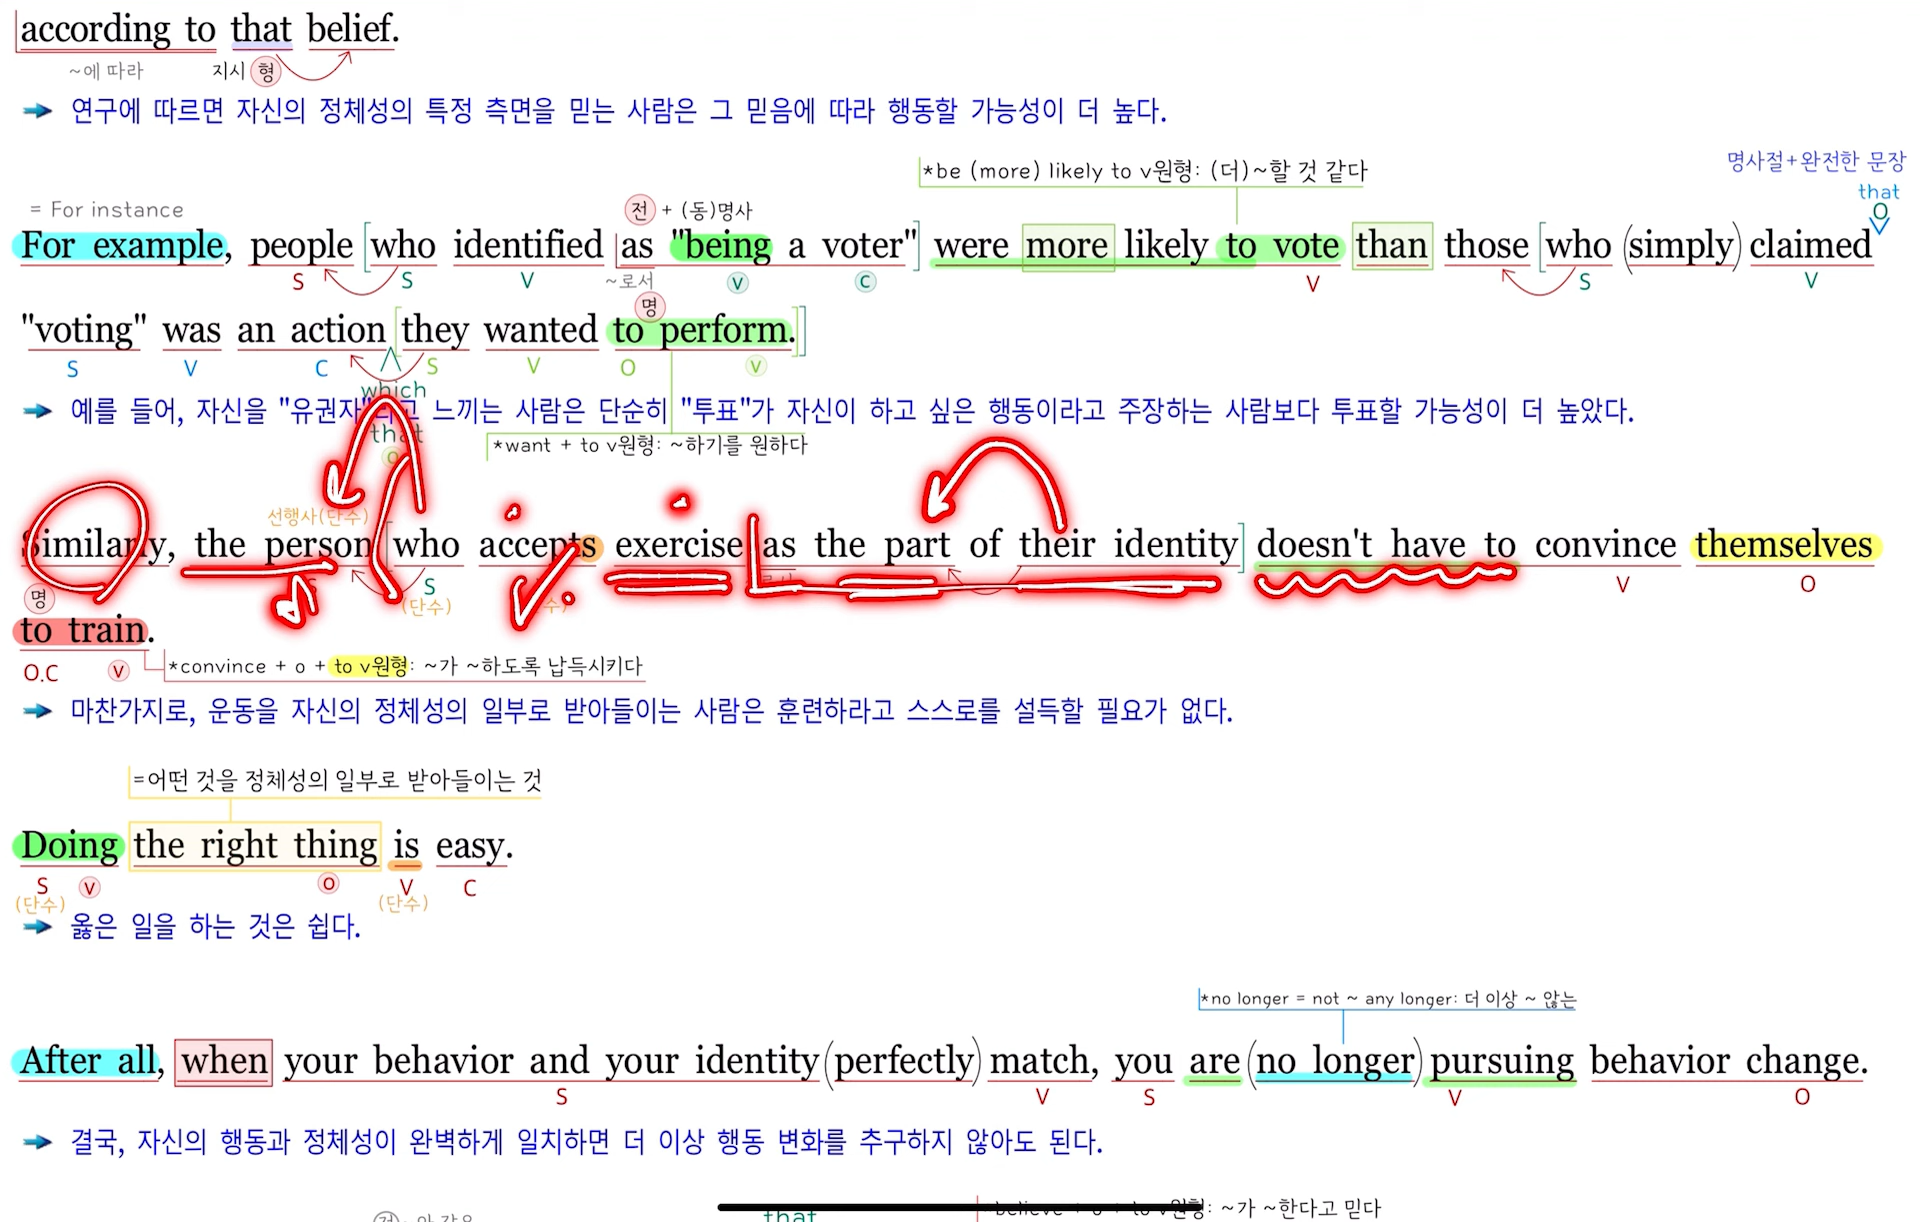 according to that belief.
~에 따라 지시 형
연구에 따르면 자신의 정체성의 특정 측면을 믿는 사람은 그 믿음에 따라 행동할 가능성이 더 높다.
*be (more) likely to v원형: (더)~할 것 같다
명사절+완전한 문장
that
= For instance 전 + (동)명사 O
For example, people [who identified as "being a voter"] were more likely to vote than those [who (simply) claimed
S S V ~로서 v c V S V
명
"voting" was an action [they wanted to perform.]]
S V C S V O v
which
예를 들어, 자신을 "유권자"라고 느끼는 사람은 단순히 "투표"가 자신이 하고 싶은 행동이라고 주장하는 사람보다 투표할 가능성이 더 높았다.
that
o
*want + to v원형: ~하기를 원하다
선행사(단수)
Similarly, the person [who accepts exercise as the part of their identity] doesn't have to convince themselves
S V O
명 (단수)
to train.
O.C v *convince + o + to v원형: ~가 ~하도록 납득시키다
마찬가지로, 운동을 자신의 정체성의 일부로 받아들이는 사람은 훈련하라고 스스로를 설득할 필요가 없다.
=어떤 것을 정체성의 일부로 받아들이는 것
Doing the right thing is easy.
S v o V C
(단수) (단수)
옳은 일을 하는 것은 쉽다.
*no longer = not ~ any longer: 더 이상 ~ 않는
After all, when your behavior and your identity (perfectly) match, you are (no longer) pursuing behavior change.
S V S V O
결국, 자신의 행동과 정체성이 완벽하게 일치하면 더 이상 행동 변화를 추구하지 않아도 된다.
*believe + o + to v원형: ~가 ~한다고 믿다
that